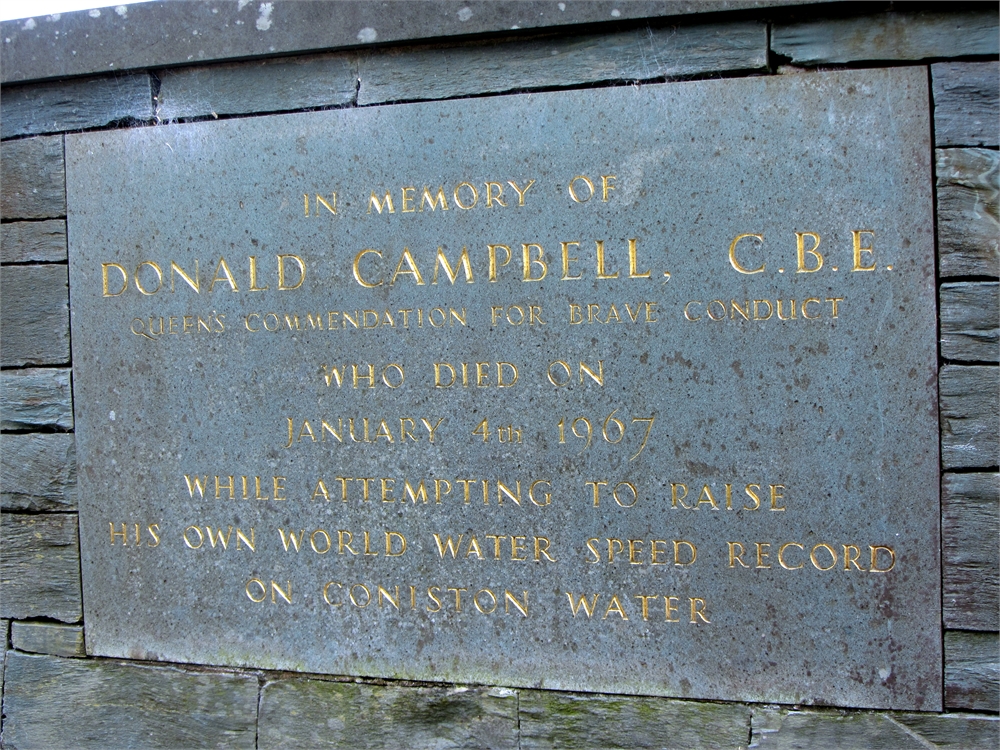 IN MEMORY OF
DONALD CAMPBELL, C.B.E.
QUEEN'S COMMENDATION FOR BRAVE CONDUCT
WHO DIED ON
JANUARY 4th 1967
WHILE ATTEMPTING TO RAISE
HIS OWN WORLD WATER SPEED RECORD
ON CONISTON WATER